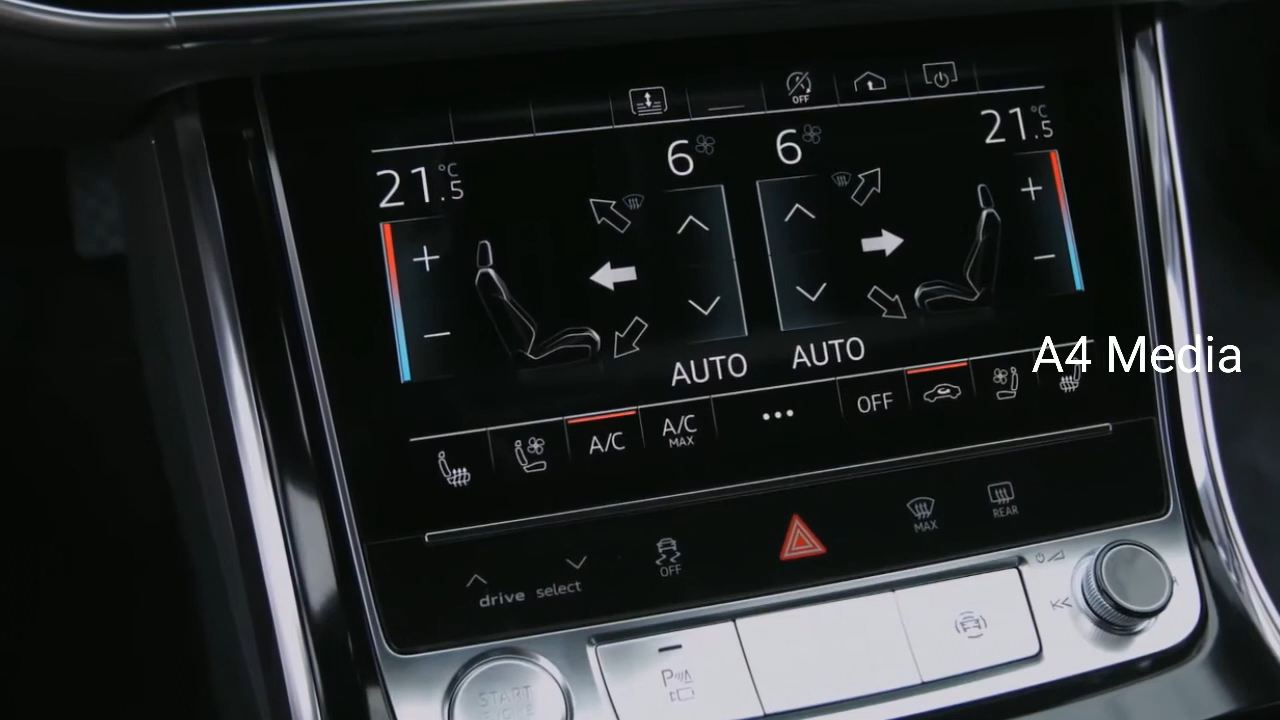 OFF
6
6
21.5 °C
21.5 °C
+
+
−
−
AUTO
AUTO
A4 Media
A/C
A/C
MAX
•••
OFF
MAX
REAR
OFF
drive select
START
P